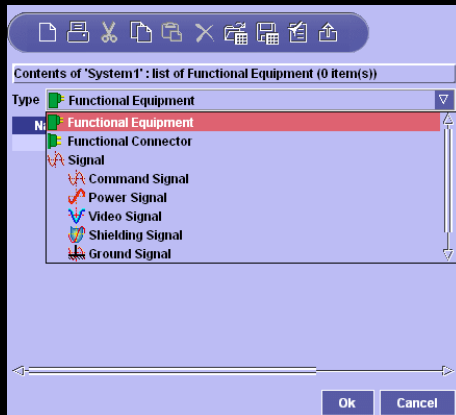 Contents of 'System1' : list of Functional Equipment (0 item(s))
Type Functional Equipment
Functional Equipment
Functional Connector
Signal
Command Signal
Power Signal
Video Signal
Shielding Signal
Ground Signal
Ok Cancel